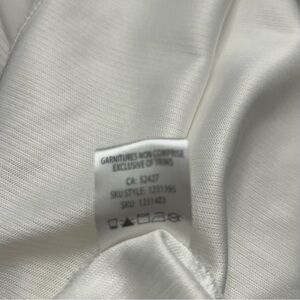 GARNITURES NON COMPRISE
EXCLUSIVE OF TRIMS
CA: 52427
SKU STYLE: 1231395
SKU: 1231403